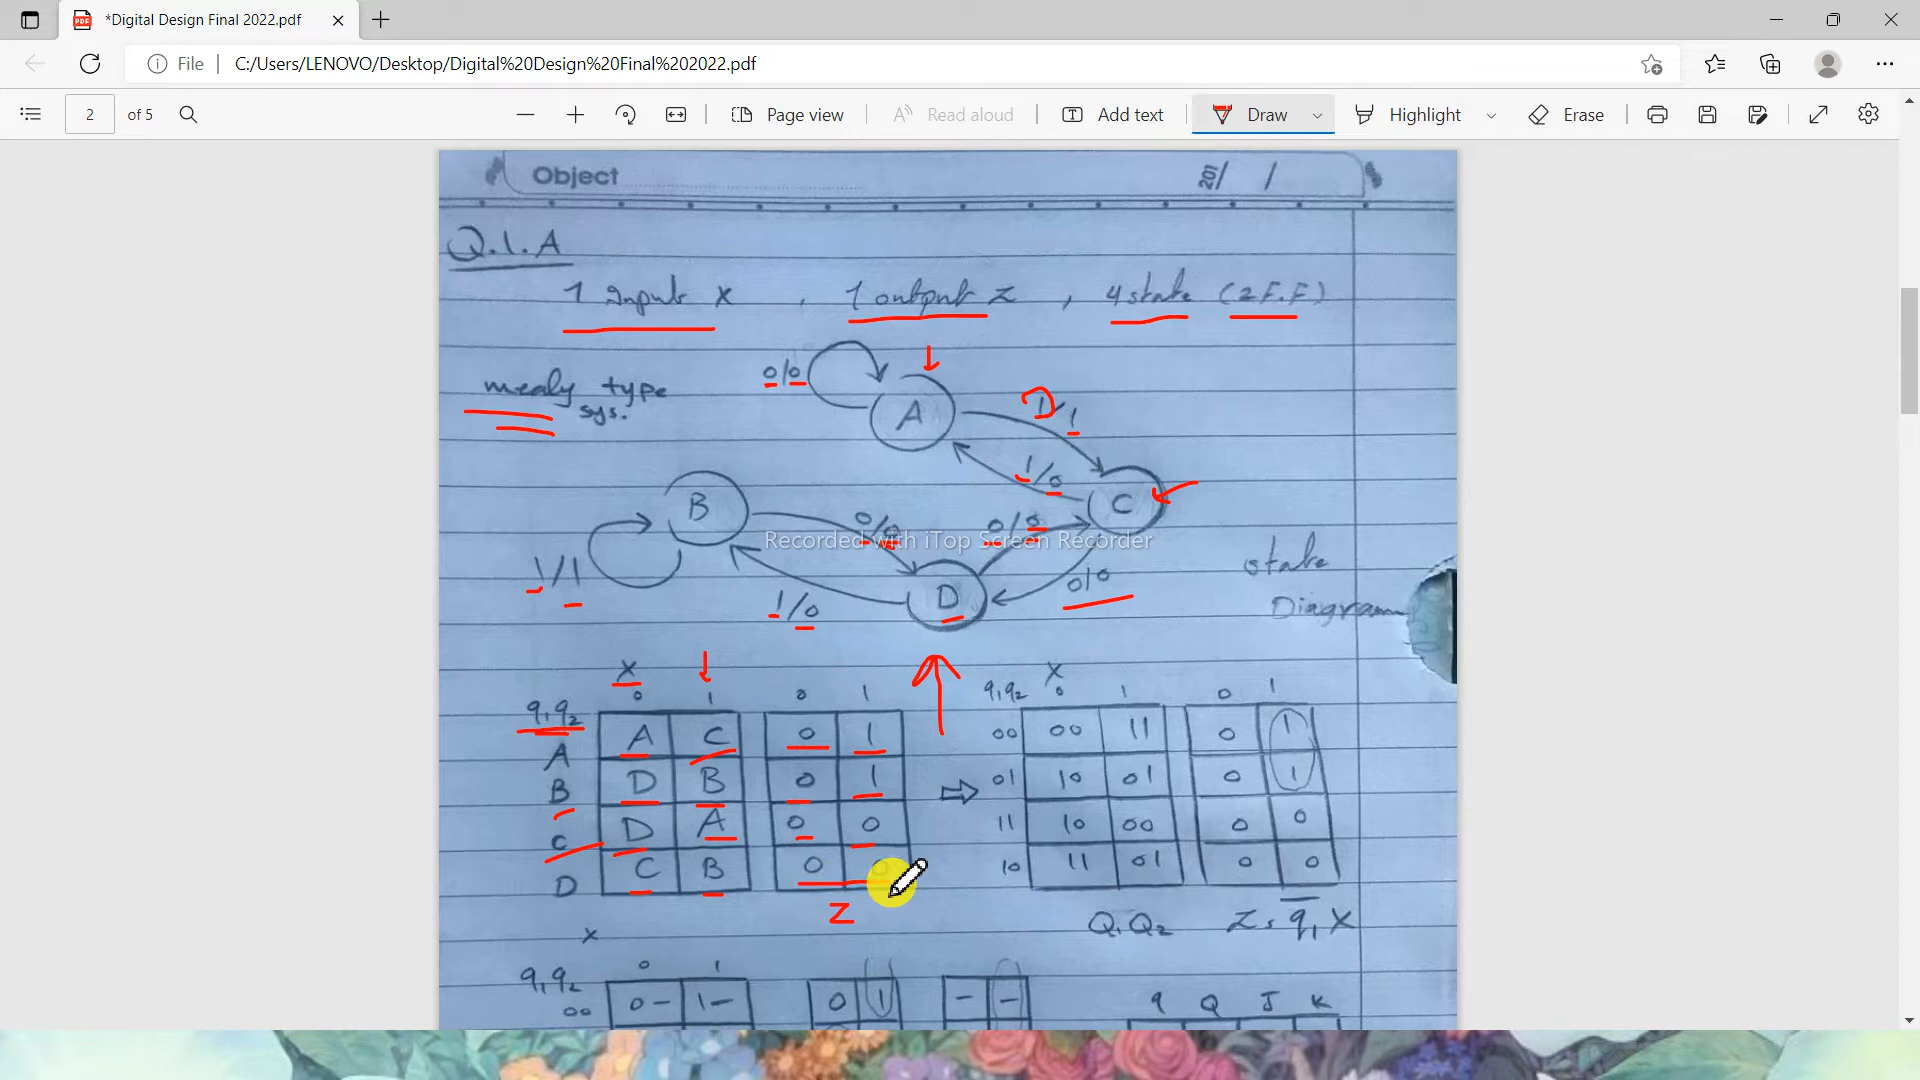 *Digital Design Final 2022.pdf
File
C:/Users/LENOVO/Desktop/Digital%20Design%20Final%202022.pdf
2 of 5
Page view
Read aloud
Add text
Draw
Highlight
Erase
Object
201 / /
Q.1.A
1 input X , 1 output Z , 4 state (2 F.F)
mealy type
sys.
0/0
A
1/1
1/0
C
B
0/0
0/0
1/1
1/0
D
0/0
state
Diagram
Recorded with iTop Screen Recorder
X
q1q2 0 1 0 1
A A C 0 1
B D B 0 1
C D A 0 0
D C B 0 0
Z
X
q1q2 0 1 0 1
00 00 11 0 1
01 10 01 0 1
11 10 00 0 0
10 11 01 0 0
Q1Q2 Z = q̅1 X
X
q1q2 0 1
00 0- 1- 0 1 - -
q Q J K